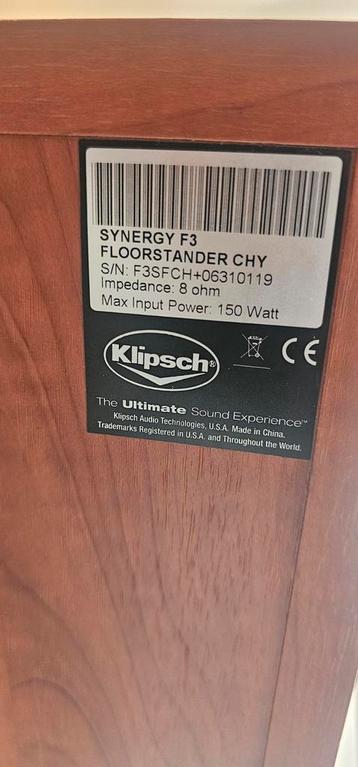 SYNERGY F3
FLOORSTANDER CHY
S/N: F3SFCH+06310119
Impedance: 8 ohm
Max Input Power: 150 Watt
Klipsch®
CE
The Ultimate Sound Experience™
Klipsch Audio Technologies, U.S.A. Made in China.
Trademarks Registered in U.S.A. and Throughout the World.